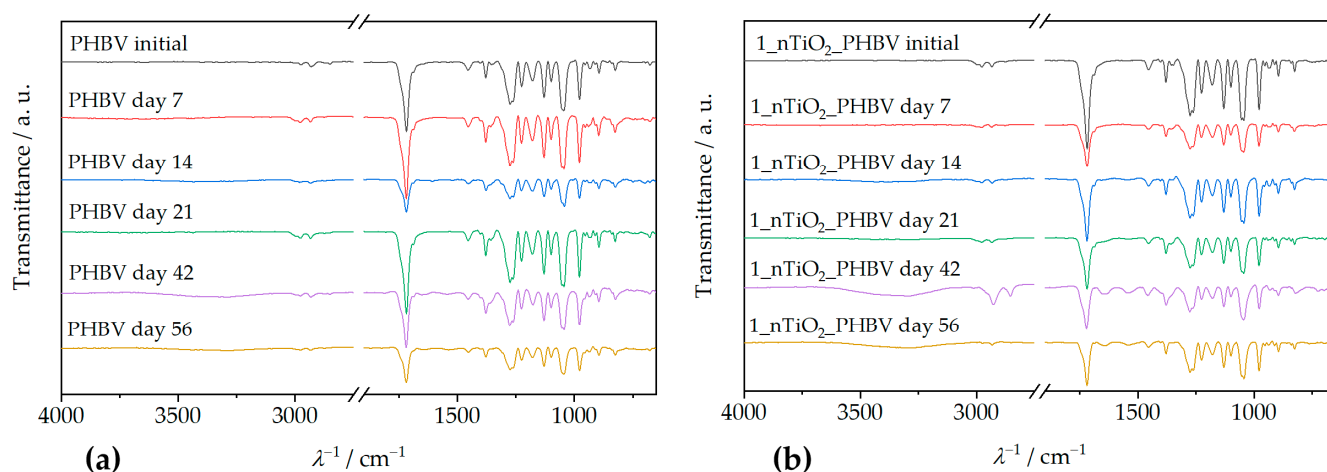 PHBV initial
PHBV day 7
PHBV day 14
PHBV day 21
PHBV day 42
PHBV day 56
Transmittance / a. u.
4000 3500 3000 1500 1000
(a) λ⁻¹ / cm⁻¹
1_nTiO₂_PHBV initial
1_nTiO₂_PHBV day 7
1_nTiO₂_PHBV day 14
1_nTiO₂_PHBV day 21
1_nTiO₂_PHBV day 42
1_nTiO₂_PHBV day 56
Transmittance / a. u.
4000 3500 3000 1500 1000
(b) λ⁻¹ / cm⁻¹